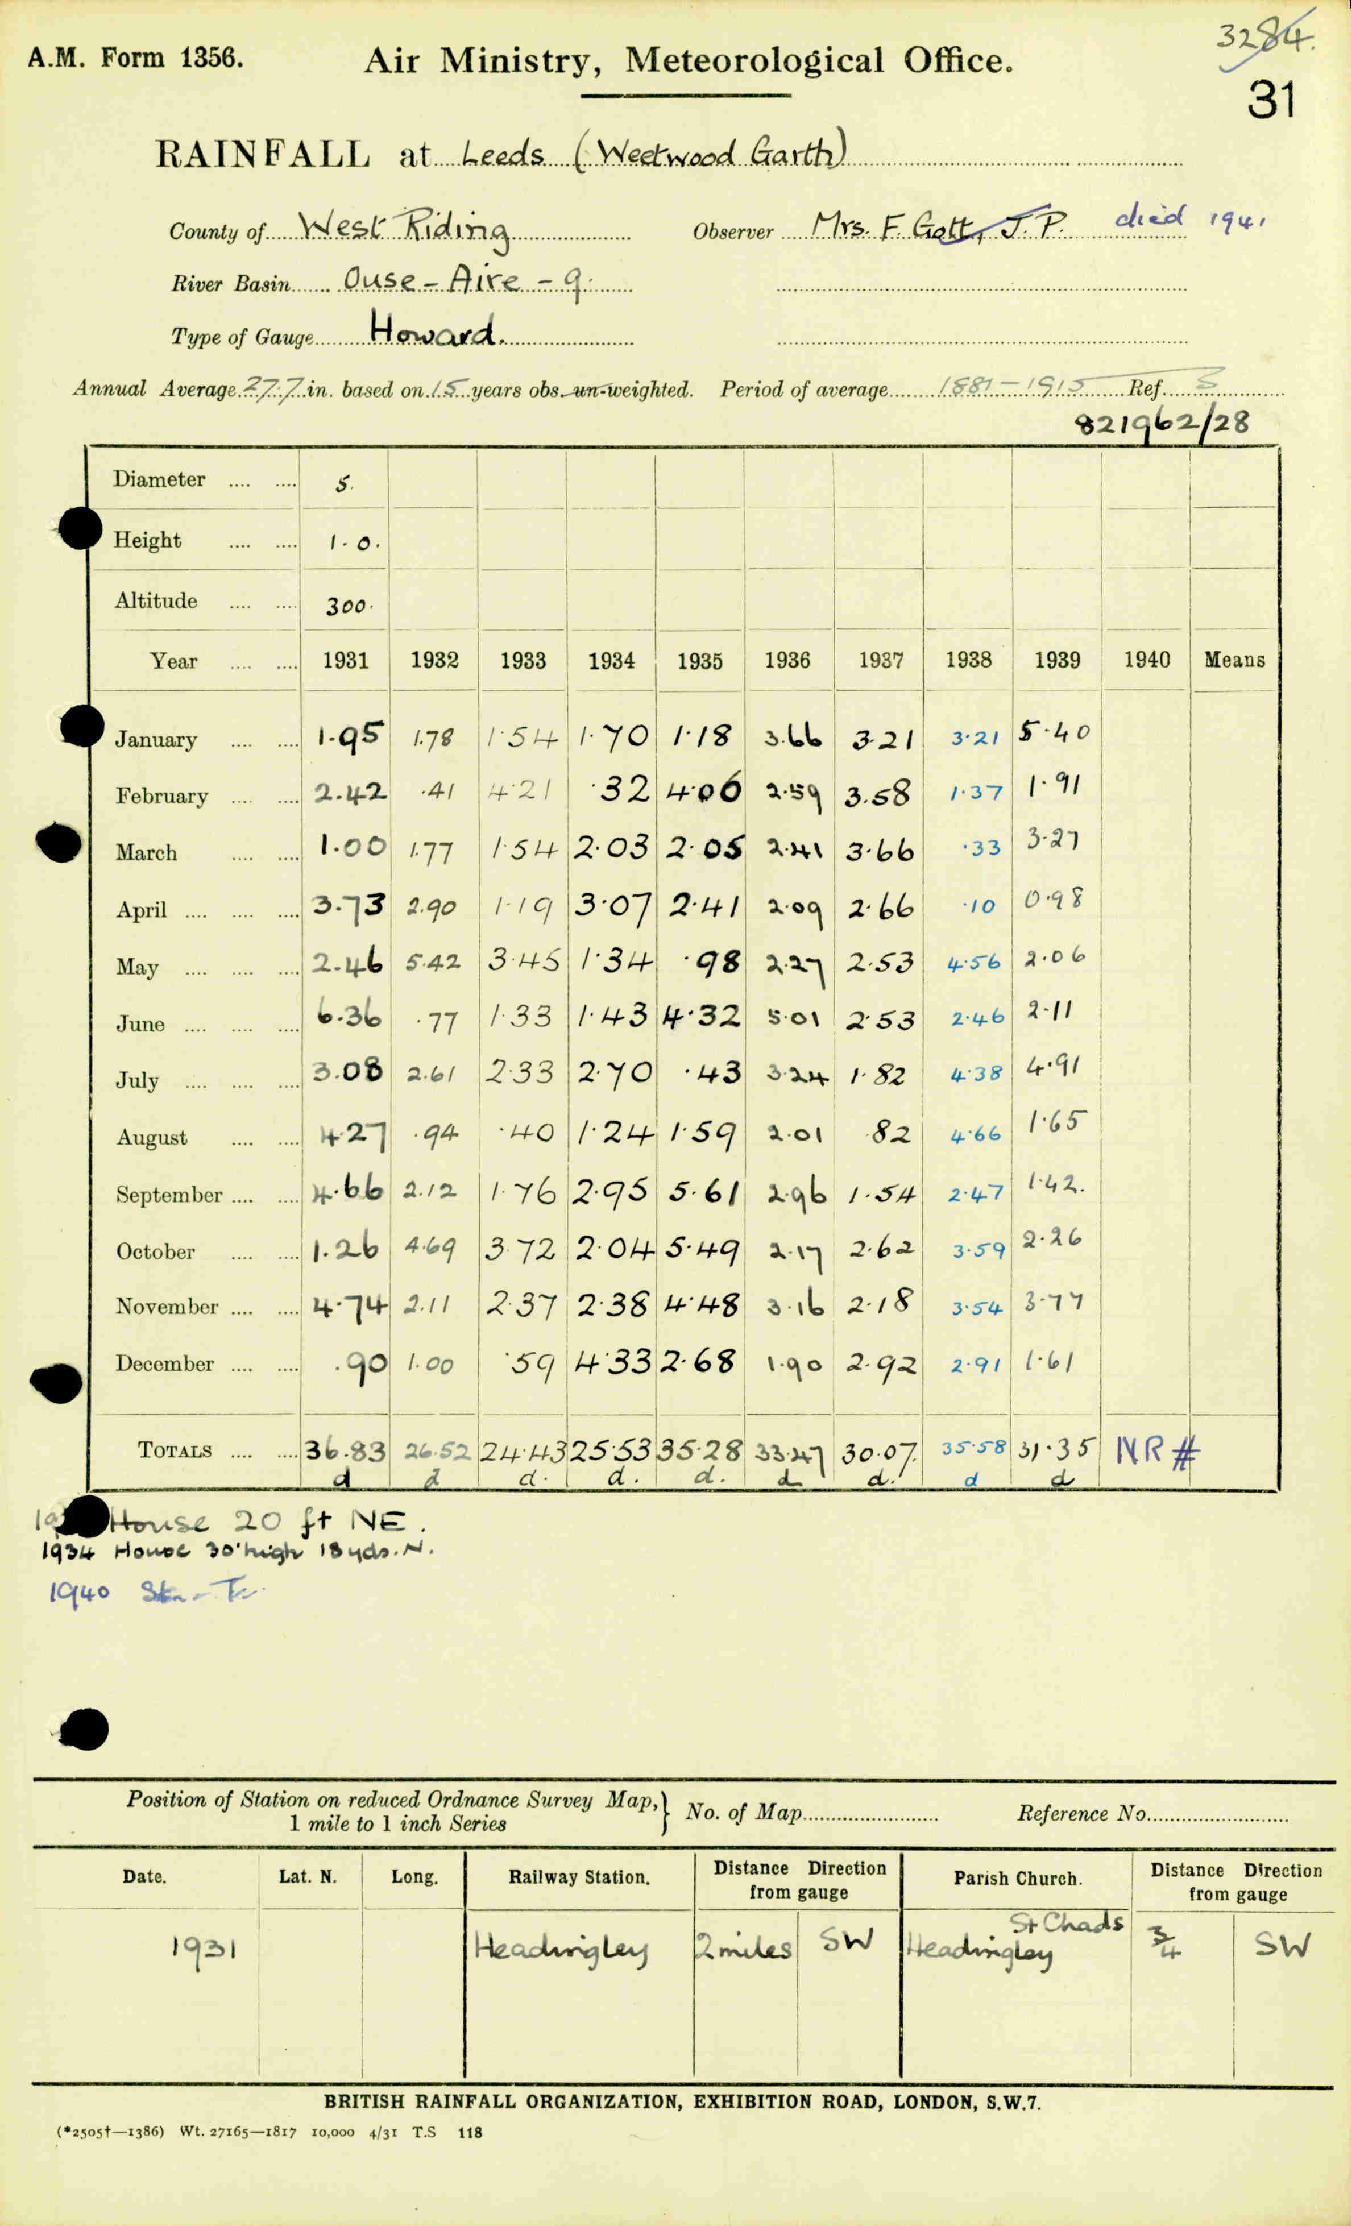 3284.
A.M. Form 1356. Air Ministry, Meteorological Office.
31
RAINFALL at Leeds (Weetwood Garth)
County of West Riding Observer Mrs. F. Gott, J. P. died 1941
River Basin Ouse - Aire - 9.
Type of Gauge Howard.
Annual Average 27.7 in. based on 15 years obs. un-weighted. Period of average 1881-1915 Ref. B
821962/28
Diameter .... .... 5.
Height .... .... 1.0.
Altitude .... .... 300.
Year .... .... 1931 1932 1933 1934 1935 1936 1937 1938 1939 1940 Means
January .... .... 1.95 1.78 1.54 1.70 1.18 3.66 3.21 3.21 5.40
February .... .... 2.42 .41 4.21 .32 4.06 2.59 3.58 1.37 1.91
March .... .... 1.00 1.77 1.54 2.03 2.05 2.41 3.66 .33 3.27
April .... .... .... 3.73 2.90 1.19 3.07 2.41 2.09 2.66 .10 0.98
May .... .... .... 2.46 5.42 3.45 1.34 .98 2.27 2.53 4.56 2.06
June .... .... .... 6.36 .77 1.33 1.43 4.32 5.01 2.53 2.46 2.11
July .... .... .... 3.08 2.61 2.33 2.70 .43 3.24 1.82 4.38 4.91
August .... .... 4.27 .94 .40 1.24 1.59 2.01 .82 4.66 1.65
September .... .... 4.66 2.12 1.76 2.95 5.61 2.96 1.54 2.47 1.42.
October .... .... 1.26 4.69 3.72 2.04 5.49 2.17 2.62 3.59 2.26
November .... .... 4.74 2.11 2.37 2.38 4.48 3.16 2.18 3.54 3.77
December .... .... .90 1.00 .59 4.33 2.68 1.90 2.92 2.91 1.61
TOTALS .... .... 36.83 26.52 24.43 25.53 35.28 33.47 30.07. 35.58 31.35 NR #
d d d. d. d. d d. d d
House 20 ft NE.
1934 House 30' high 18 yds. N.
1940
Position of Station on reduced Ordnance Survey Map, } No. of Map Reference No.
1 mile to 1 inch Series
Date. Lat. N. Long. Railway Station. Distance Direction from gauge Parish Church. Distance Direction from gauge
St Chads
1931 Headingley 2 miles SW Headingley 3/4 SW
BRITISH RAINFALL ORGANIZATION, EXHIBITION ROAD, LONDON, S.W.7.
(*2505†—1386) Wt. 27165—1817 10,000 4/31 T.S 118